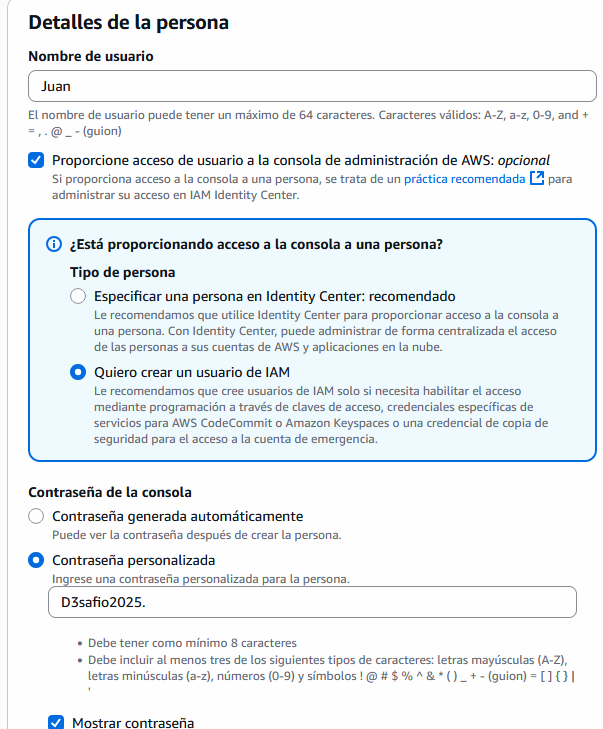 Detalles de la persona
Nombre de usuario
Juan
El nombre de usuario puede tener un máximo de 64 caracteres. Caracteres válidos: A-Z, a-z, 0-9, and +
= , . @ _ - (guion)
Proporcione acceso de usuario a la consola de administración de AWS: opcional
Si proporciona acceso a la consola a una persona, se trata de un práctica recomendada para
administrar su acceso en IAM Identity Center.
¿Está proporcionando acceso a la consola a una persona?
Tipo de persona
Especificar una persona en Identity Center: recomendado
Le recomendamos que utilice Identity Center para proporcionar acceso a la consola a
una persona. Con Identity Center, puede administrar de forma centralizada el acceso
de las personas a sus cuentas de AWS y aplicaciones en la nube.
Quiero crear un usuario de IAM
Le recomendamos que cree usuarios de IAM solo si necesita habilitar el acceso
mediante programación a través de claves de acceso, credenciales específicas de
servicios para AWS CodeCommit o Amazon Keyspaces o una credencial de copia de
seguridad para el acceso a la cuenta de emergencia.
Contraseña de la consola
Contraseña generada automáticamente
Puede ver la contraseña después de crear la persona.
Contraseña personalizada
Ingrese una contraseña personalizada para la persona.
D3safio2025.
• Debe tener como mínimo 8 caracteres
• Debe incluir al menos tres de los siguientes tipos de caracteres: letras mayúsculas (A-Z),
letras minúsculas (a-z), números (0-9) y símbolos ! @ # $ % ^ & * ( ) _ + - (guion) = [ ] { } |
'
Mostrar contraseña